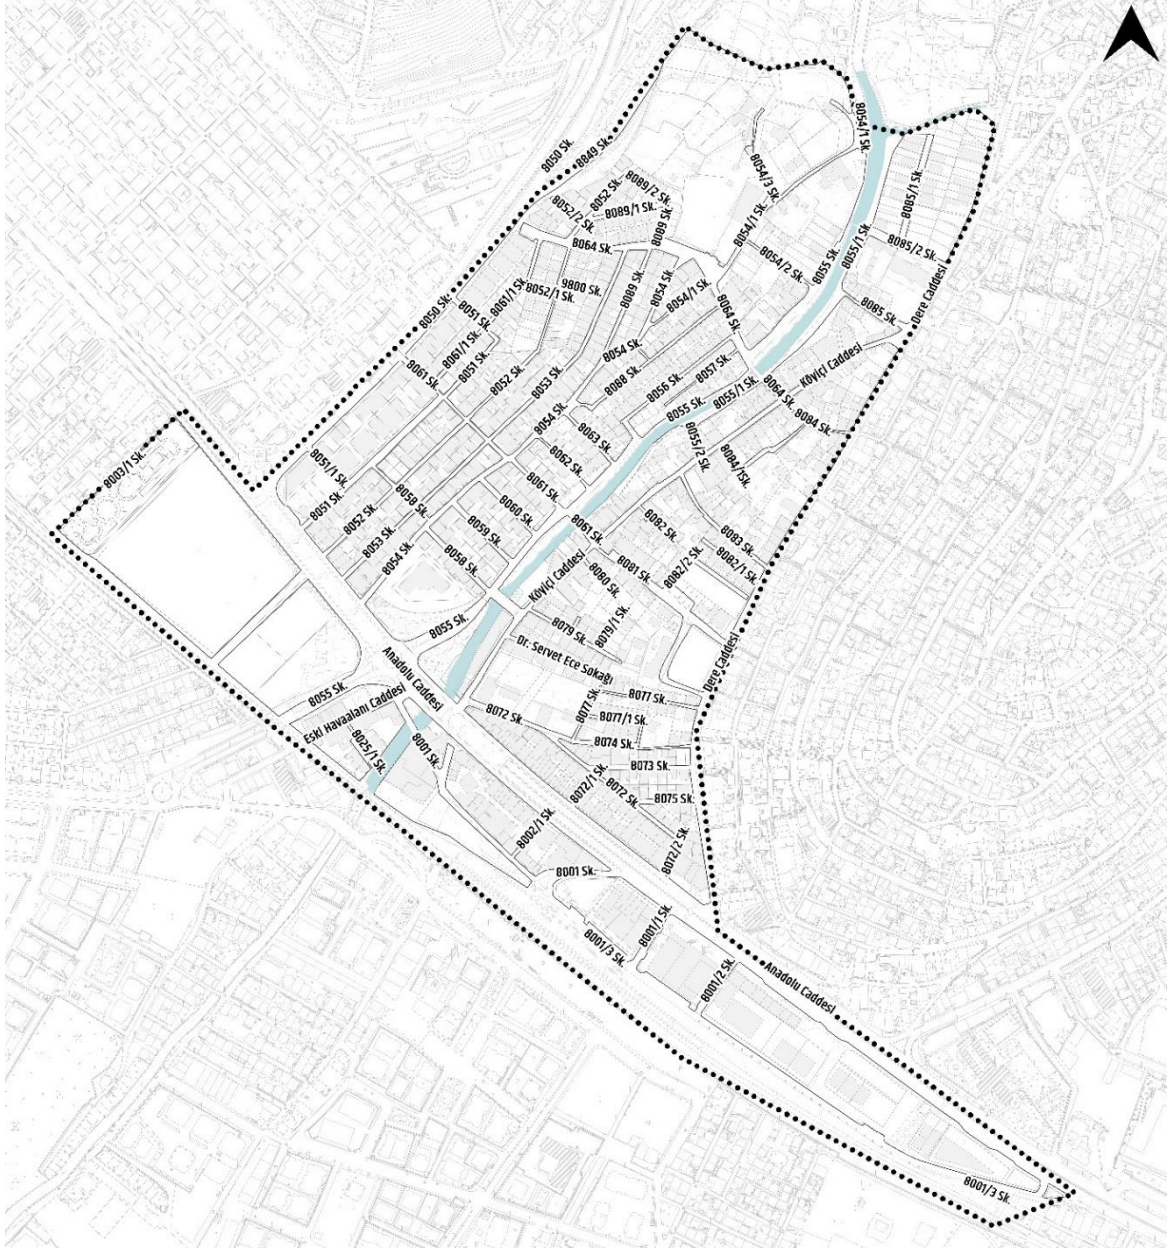 8054/1 Sk.
8050 Sk.
8849 Sk.
8054/3 Sk.
8052 Sk.
8089/2 Sk.
8085/1 Sk.
8052/2 Sk.
8089/1 Sk.
8089 Sk.
8054/1 Sk.
8055/1 Sk.
8064 Sk.
8085/2 Sk.
8054/2 Sk.
8055 Sk.
8061/1 Sk.
9800 Sk.
8052/1 Sk.
8089 Sk.
8054 Sk.
8054/1 Sk.
Dere Caddesi
8050 Sk.
8051 Sk.
8064 Sk.
8085 Sk.
8061/1 Sk.
8054 Sk.
8061 Sk.
8051 Sk.
8052 Sk.
8053 Sk.
8088 Sk.
8056 Sk.
8057 Sk.
Köyiçi Caddesi
8055/1 Sk.
8064 Sk.
8055 Sk.
8084 Sk.
8054 Sk.
8063 Sk.
8055/2 Sk.
8003/1 Sk.
8051/1 Sk.
8062 Sk.
8084/1Sk.
8058 Sk.
8061 Sk.
8051 Sk.
8052 Sk.
8060 Sk.
8059 Sk.
8061 Sk.
8082 Sk.
8083 Sk.
8053 Sk.
8054 Sk.
8058 Sk.
8082/1 Sk.
8082/2 Sk.
Köyiçi Caddesi
8080 Sk.
8081 Sk.
8055 Sk.
8079 Sk.
8079/1 Sk.
Dr. Servet Ece Sokağı
Dere Caddesi
Anadolu Caddesi
8055 Sk.
Eski Havaalanı Caddesi
8077 Sk.
8077 Sk.
8072 Sk.
8077/1 Sk.
8025/1 Sk.
8001 Sk.
8074 Sk.
8073 Sk.
8072/1 Sk.
8072 Sk.
8075 Sk.
8002/1 Sk.
8072/2 Sk.
8001 Sk.
8001/1 Sk.
8001/3 Sk.
8001/2 Sk.
Anadolu Caddesi
8001/3 Sk.